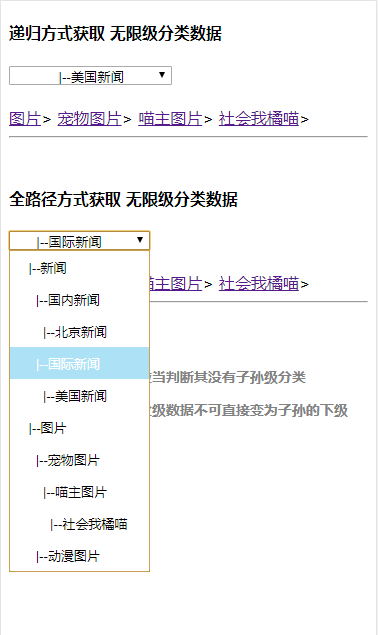 递归方式获取 无限级分类数据
|--美国新闻
图片> 宠物图片> 喵主图片> 社会我橘喵>
全路径方式获取 无限级分类数据
|--国际新闻
主图片> 社会我橘喵>
|--新闻
|--国内新闻
|--北京新闻
|--国际新闻
当判断其没有子孙级分类
|--美国新闻
级数据不可直接变为子孙的下级
|--图片
|--宠物图片
|--喵主图片
|--社会我橘喵
|--动漫图片